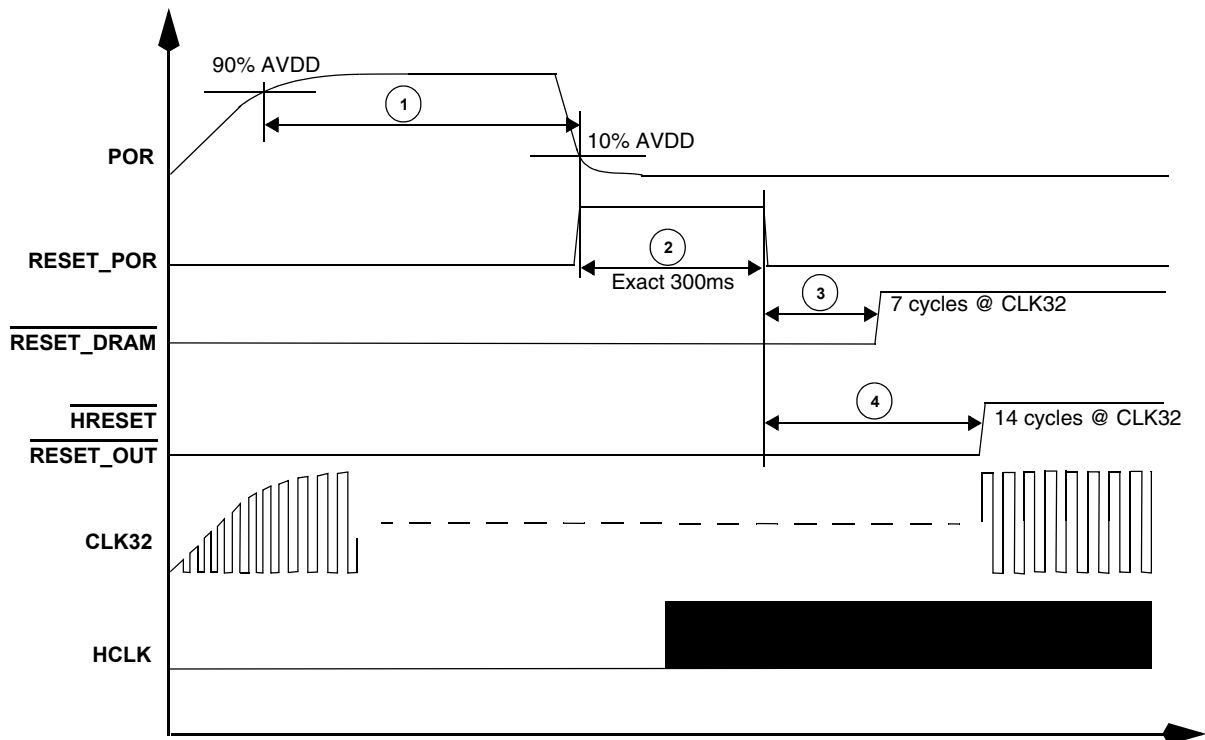 90% AVDD
1
10% AVDD
POR
2
RESET_POR
Exact 300ms
3
7 cycles @ CLK32
RESET_DRAM
4
HRESET
14 cycles @ CLK32
RESET_OUT
CLK32
HCLK